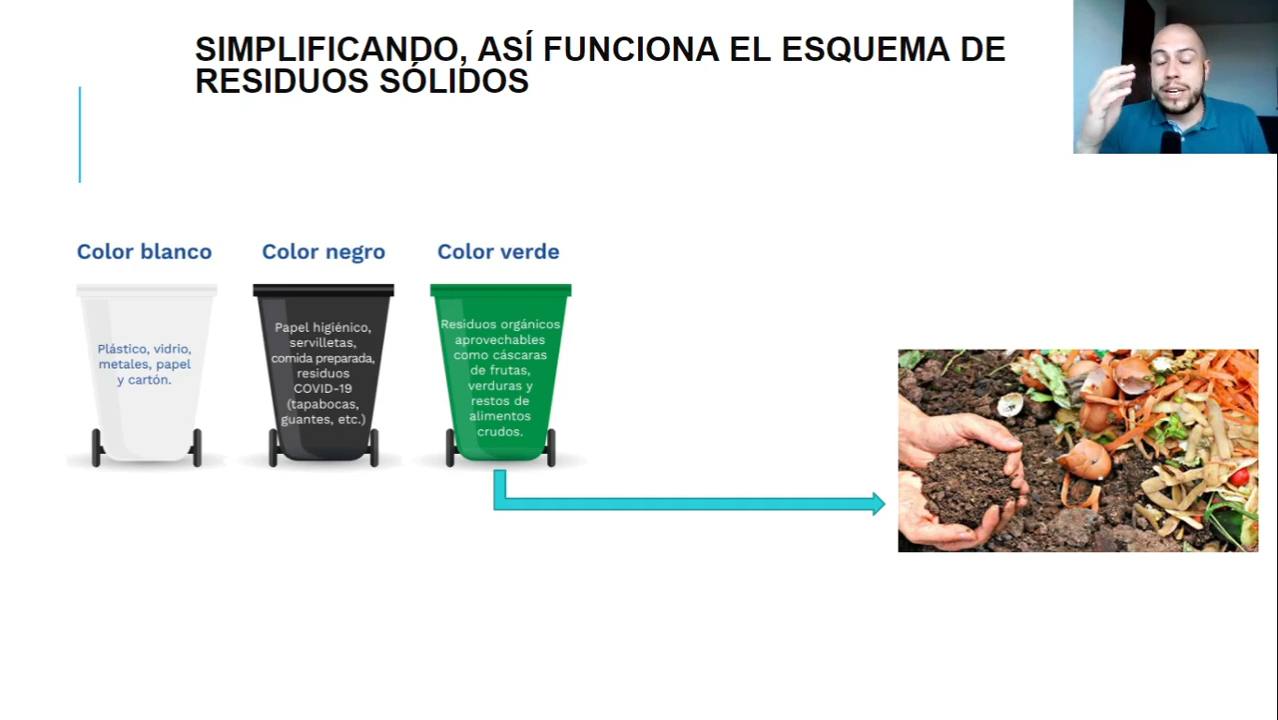 SIMPLIFICANDO, ASÍ FUNCIONA EL ESQUEMA DE
RESIDUOS SÓLIDOS
Color blanco
Plástico, vidrio,
metales, papel
y cartón.
Color negro
Papel higiénico,
servilletas,
comida preparada,
residuos
COVID-19
(tapabocas,
guantes, etc.)
Color verde
Residuos orgánicos
aprovechables
como cáscaras
de frutas,
verduras y
restos de
alimentos
crudos.